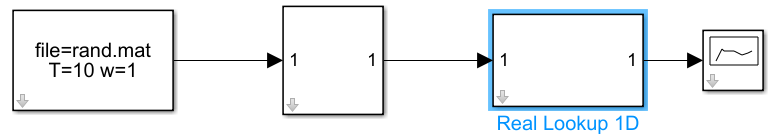 file=rand.mat
T=10 w=1
1 1
1 1
Real Lookup 1D